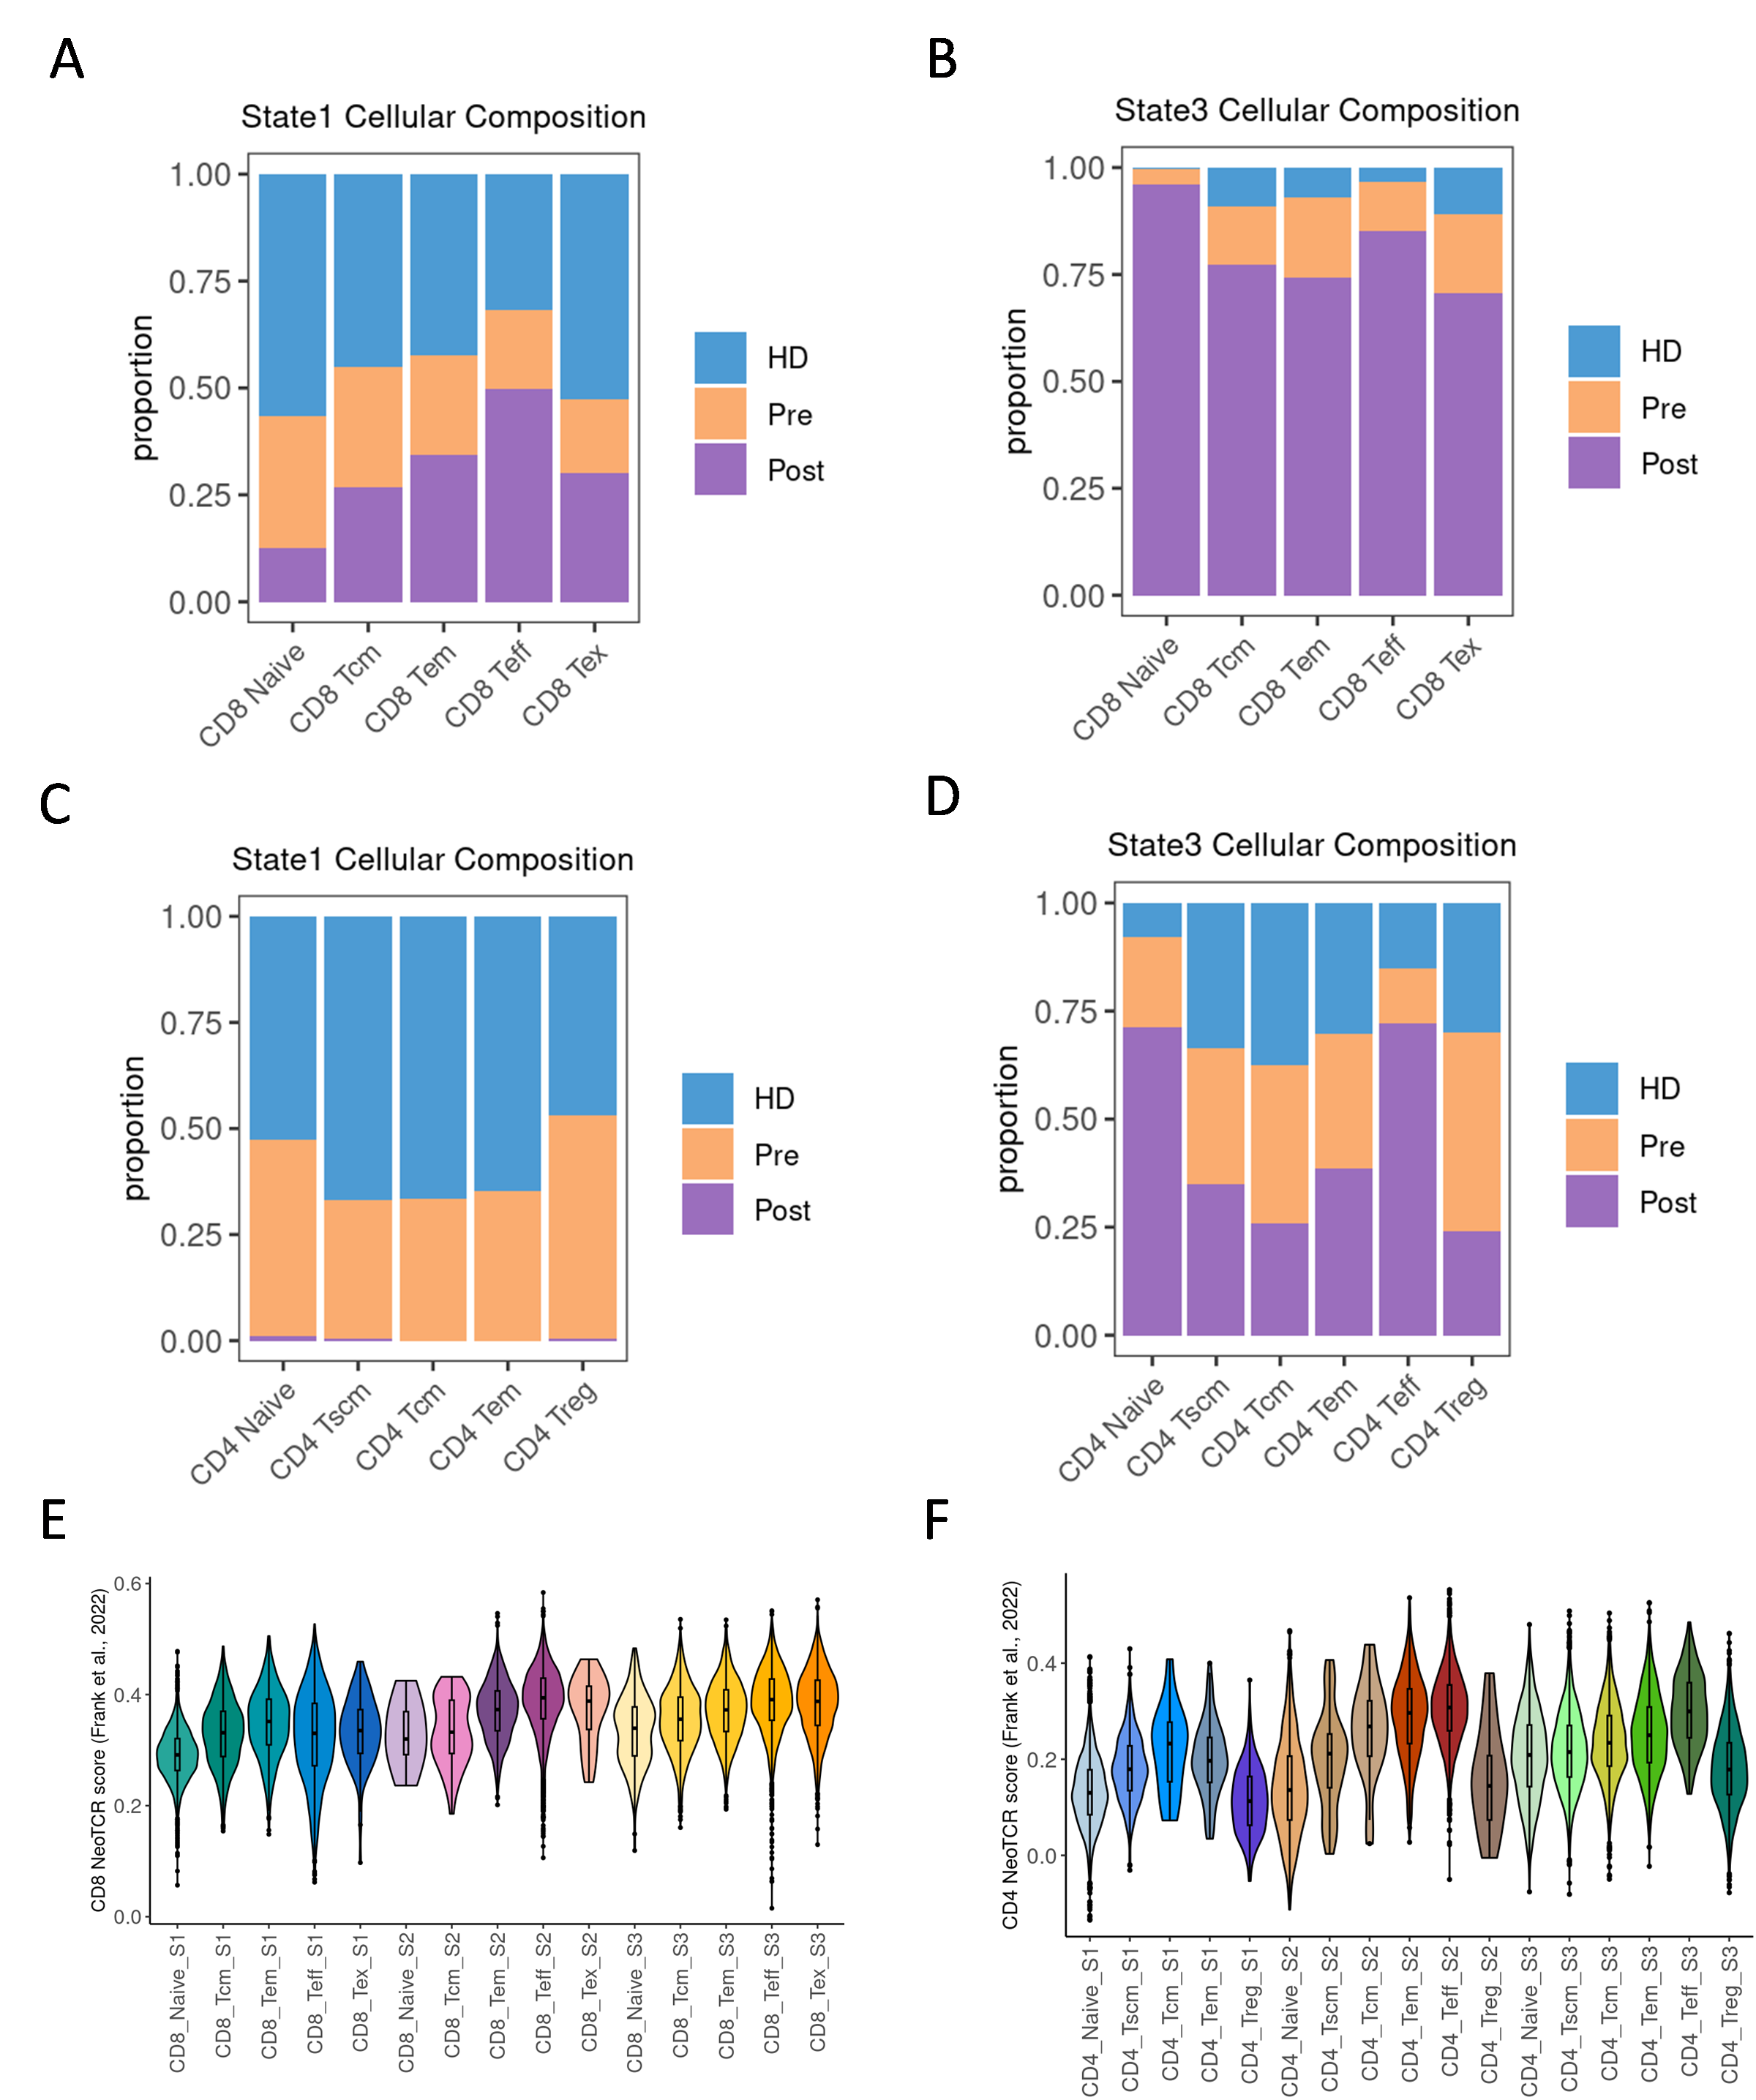 A
State1 Cellular Composition
proportion
1.00
0.75
0.50
0.25
0.00
CD8 Naive
CD8 Tcm
CD8 Tem
CD8 Teff
CD8 Tex
HD
Pre
Post
B
State3 Cellular Composition
proportion
1.00
0.75
0.50
0.25
0.00
CD8 Naive
CD8 Tcm
CD8 Tem
CD8 Teff
CD8 Tex
HD
Pre
Post
C
State1 Cellular Composition
proportion
1.00
0.75
0.50
0.25
0.00
CD4 Naive
CD4 Tscm
CD4 Tcm
CD4 Tem
CD4 Treg
HD
Pre
Post
D
State3 Cellular Composition
proportion
1.00
0.75
0.50
0.25
0.00
CD4 Naive
CD4 Tscm
CD4 Tcm
CD4 Tem
CD4 Teff
CD4 Treg
HD
Pre
Post
E
CD8 NeoTCR score (Frank et al., 2022)
0.6
0.4
0.2
0.0
CD8_Naive_S1
CD8_Tcm_S1
CD8_Tem_S1
CD8_Teff_S1
CD8_Tex_S1
CD8_Naive_S2
CD8_Tcm_S2
CD8_Tem_S2
CD8_Teff_S2
CD8_Tex_S2
CD8_Naive_S3
CD8_Tcm_S3
CD8_Tem_S3
CD8_Teff_S3
CD8_Tex_S3
F
CD4 NeoTCR score (Frank et al., 2022)
0.4
0.2
0.0
CD4_Naive_S1
CD4_Tscm_S1
CD4_Tcm_S1
CD4_Tem_S1
CD4_Treg_S1
CD4_Naive_S2
CD4_Tscm_S2
CD4_Tcm_S2
CD4_Tem_S2
CD4_Teff_S2
CD4_Treg_S2
CD4_Naive_S3
CD4_Tscm_S3
CD4_Tcm_S3
CD4_Tem_S3
CD4_Teff_S3
CD4_Treg_S3